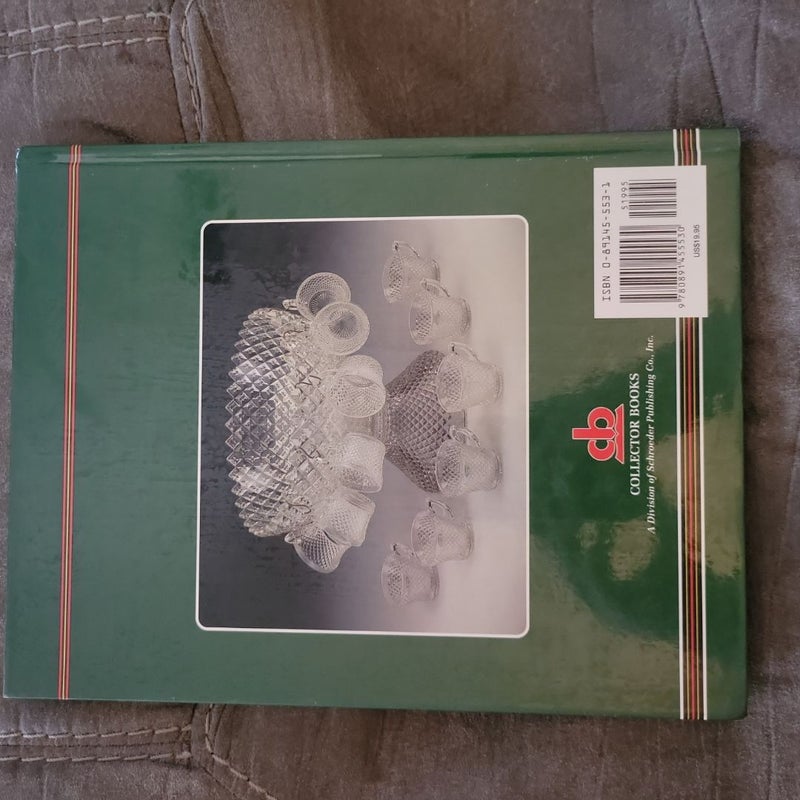 cb
COLLECTOR BOOKS
A Division of Schroeder Publishing Co., Inc.
ISBN 0-89145-553-1
51995
9 780891 455530
US$19.95